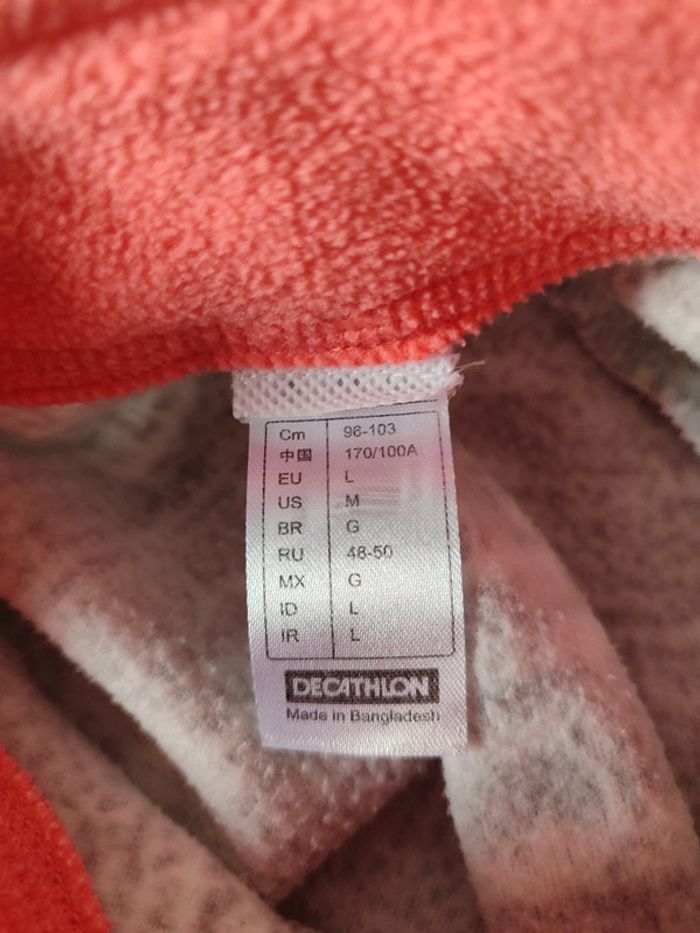 Cm 96-103
中国 170/100A
EU L
US M
BR G
RU 48-50
MX G
ID L
IR L
DECATHLON
Made in Bangladesh